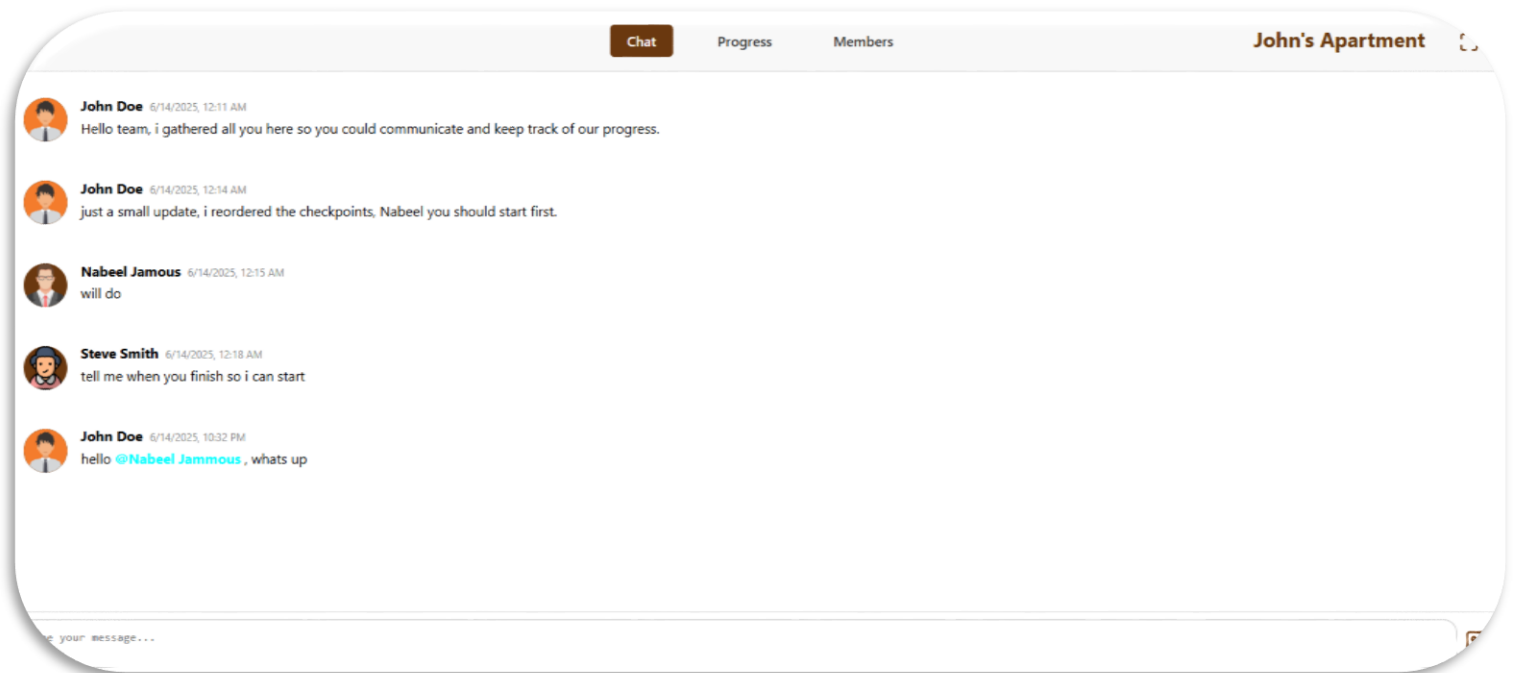 Chat Progress Members John's Apartment
John Doe 6/14/2025, 12:11 AM
Hello team, i gathered all you here so you could communicate and keep track of our progress.
John Doe 6/14/2025, 12:14 AM
just a small update, i reordered the checkpoints, Nabeel you should start first.
Nabeel Jamous 6/14/2025, 12:15 AM
will do
Steve Smith 6/14/2025, 12:18 AM
tell me when you finish so i can start
John Doe 6/14/2025, 10:32 PM
hello @Nabeel Jammous , whats up
your message...